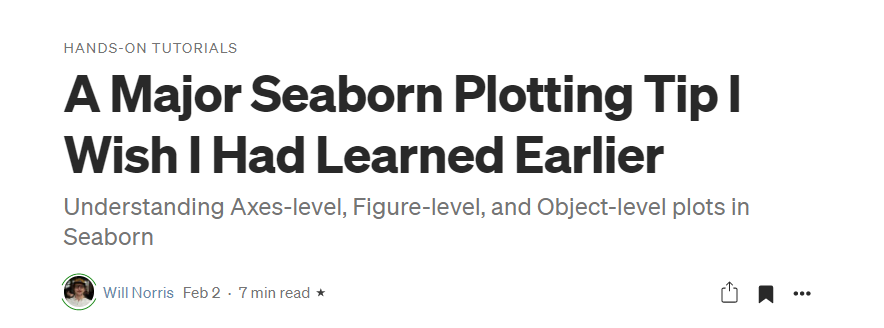 HANDS-ON TUTORIALS
A Major Seaborn Plotting Tip I
Wish I Had Learned Earlier
Understanding Axes-level, Figure-level, and Object-level plots in
Seaborn
Will Norris Feb 2 · 7 min read ★